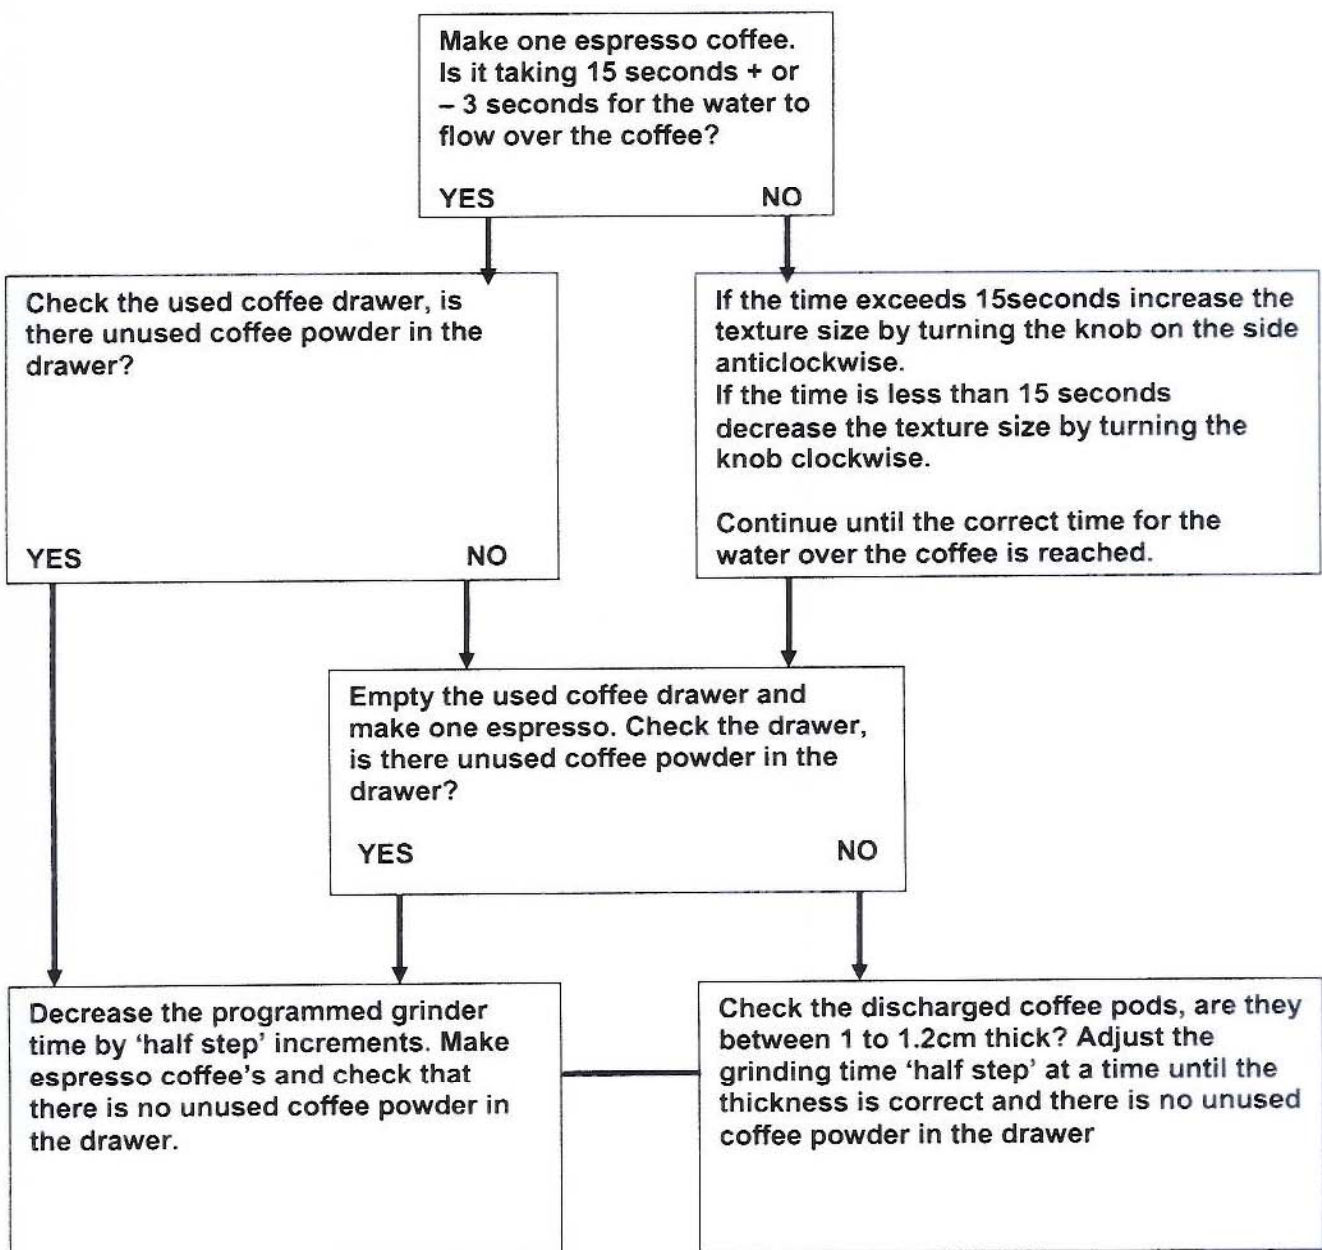 Make one espresso coffee.
Is it taking 15 seconds + or
– 3 seconds for the water to
flow over the coffee?
YES NO
Check the used coffee drawer, is
there unused coffee powder in the
drawer?
YES NO
If the time exceeds 15seconds increase the
texture size by turning the knob on the side
anticlockwise.
If the time is less than 15 seconds
decrease the texture size by turning the
knob clockwise.
Continue until the correct time for the
water over the coffee is reached.
Empty the used coffee drawer and
make one espresso. Check the drawer,
is there unused coffee powder in the
drawer?
YES NO
Decrease the programmed grinder
time by ‘half step’ increments. Make
espresso coffee's and check that
there is no unused coffee powder in
the drawer.
Check the discharged coffee pods, are they
between 1 to 1.2cm thick? Adjust the
grinding time ‘half step’ at a time until the
thickness is correct and there is no unused
coffee powder in the drawer